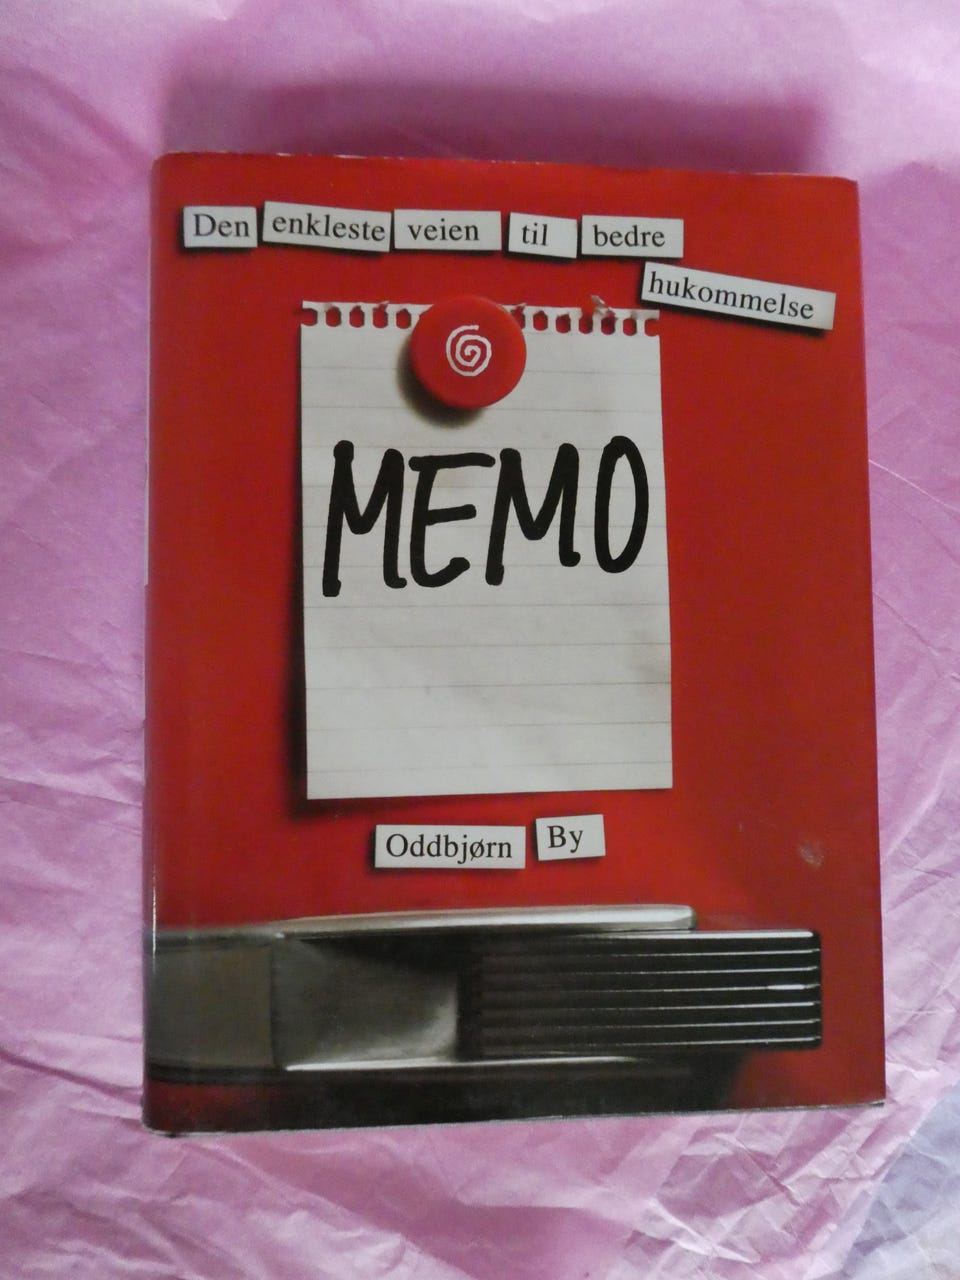 Den enkleste veien til bedre
hukommelse
MEMO
Oddbjørn By